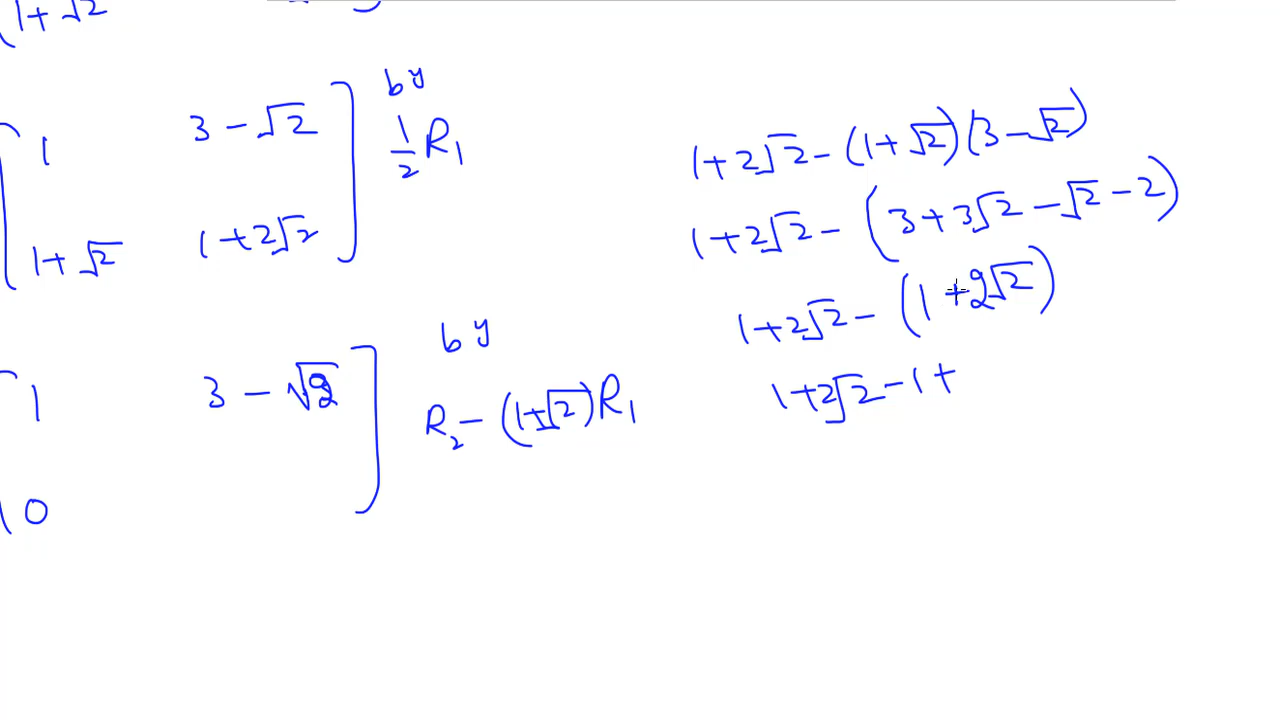 (1+√2
1 3-√2 by
1/2 R₁
1+√2 1+2√2
1 3-√2 by
R₂-(1+√2)R₁
0
1+2√2-(1+√2)(3-√2)
1+2√2-(3+3√2-√2-2)
1+2√2-(1+2√2)
1+2√2-1+